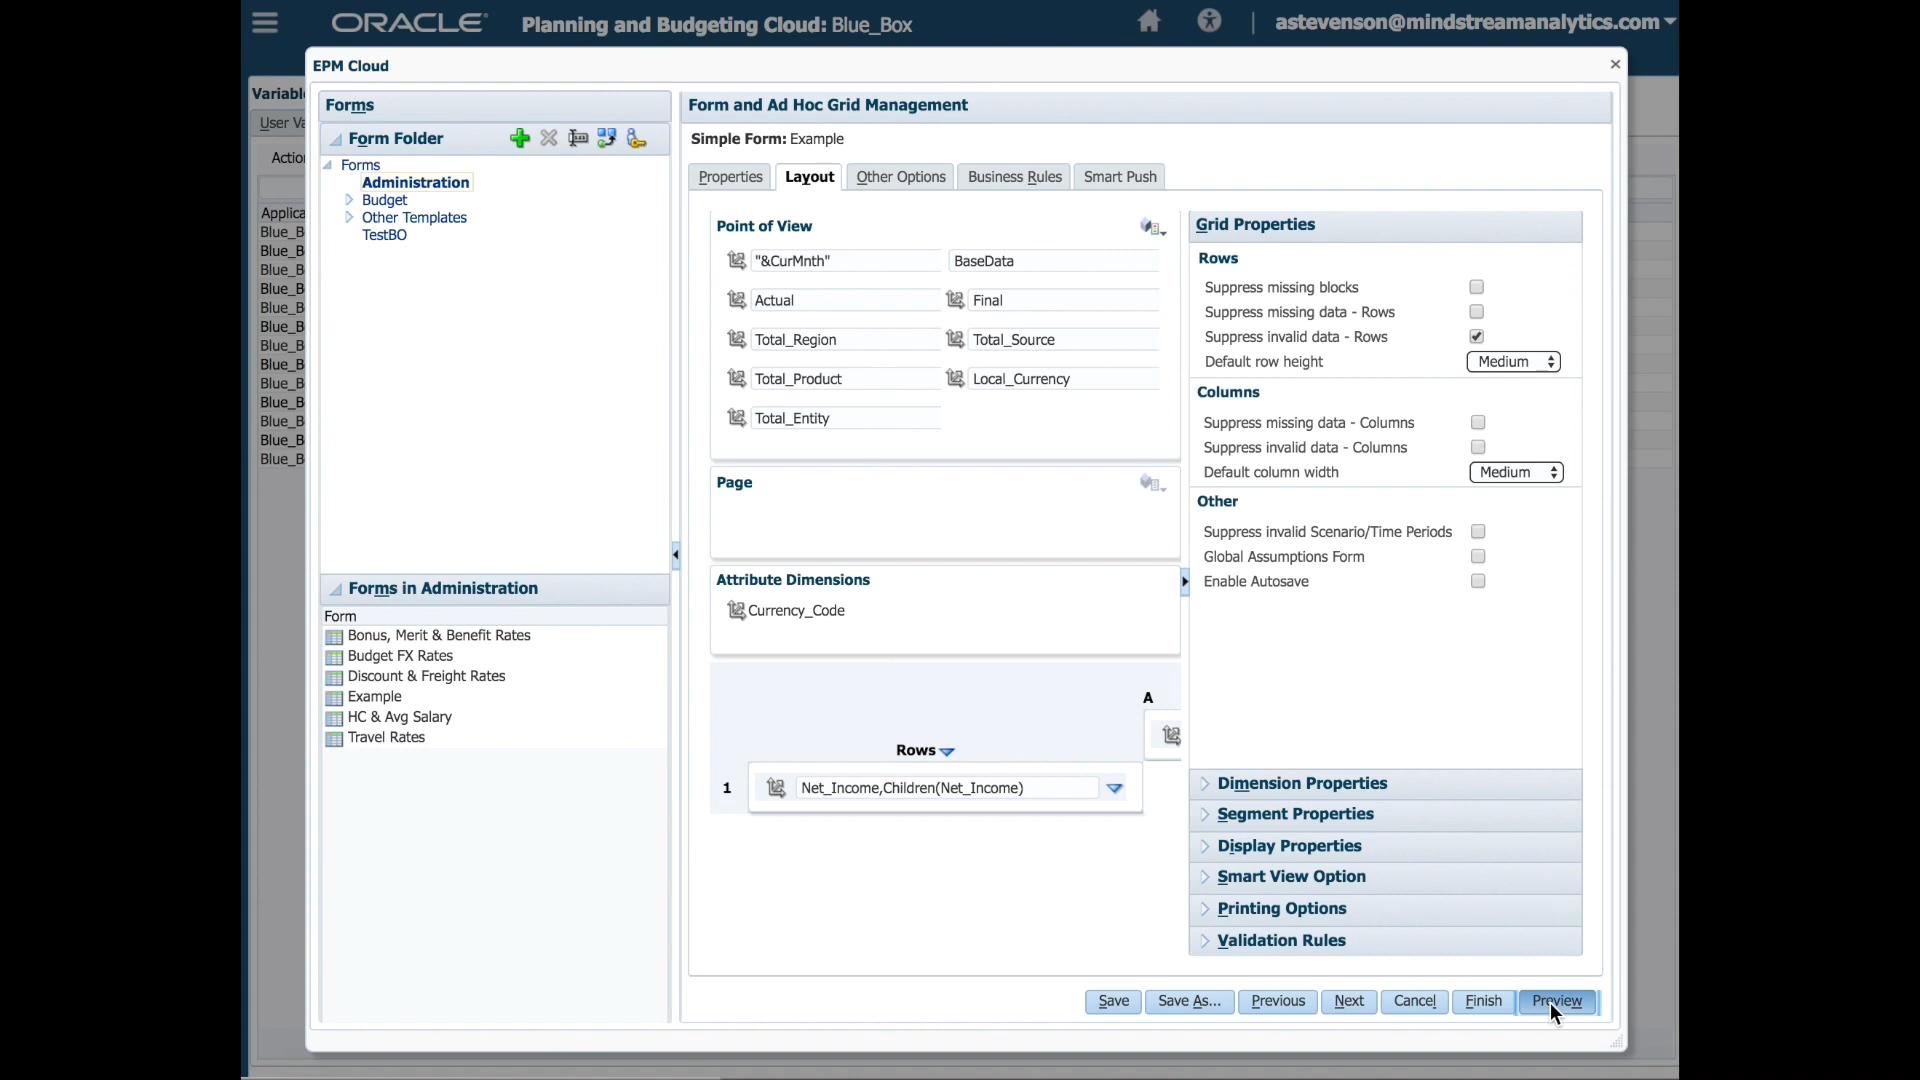 ORACLE Planning and Budgeting Cloud: Blue_Box astevenson@mindstreamanalytics.com
EPM Cloud
Forms
Form Folder
Forms
Administration
Budget
Other Templates
TestBO
Forms in Administration
Form
Bonus, Merit & Benefit Rates
Budget FX Rates
Discount & Freight Rates
Example
HC & Avg Salary
Travel Rates
Form and Ad Hoc Grid Management
Simple Form: Example
Properties Layout Other Options Business Rules Smart Push
Point of View
"&CurMnth" BaseData
Actual Final
Total_Region Total_Source
Total_Product Local_Currency
Total_Entity
Page
Attribute Dimensions
Currency_Code
A
Rows
1 Net_Income,Children(Net_Income)
Grid Properties
Rows
Suppress missing blocks
Suppress missing data - Rows
Suppress invalid data - Rows
Default row height Medium
Columns
Suppress missing data - Columns
Suppress invalid data - Columns
Default column width Medium
Other
Suppress invalid Scenario/Time Periods
Global Assumptions Form
Enable Autosave
Dimension Properties
Segment Properties
Display Properties
Smart View Option
Printing Options
Validation Rules
Save Save As... Previous Next Cancel Finish Preview
Variabl
User Va
Actio
Applica
Blue_B
Blue_B
Blue_B
Blue_B
Blue_B
Blue_B
Blue_B
Blue_B
Blue_B
Blue_B
Blue_B
Blue_B
Blue_B